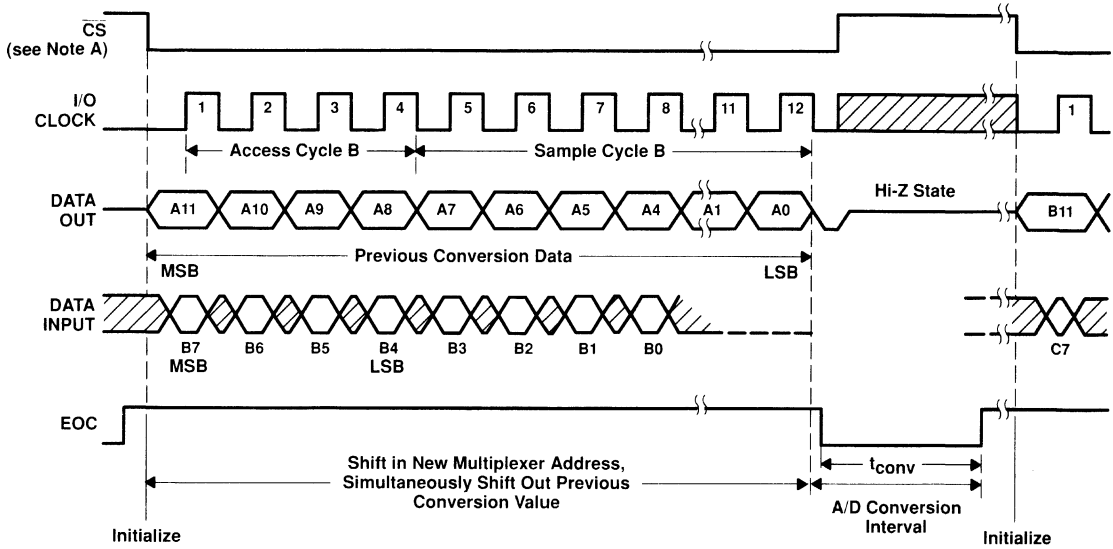 CS
(see Note A)
I/O
CLOCK
1 2 3 4 5 6 7 8 11 12 1
Access Cycle B
Sample Cycle B
DATA
OUT
A11 A10 A9 A8 A7 A6 A5 A4 A1 A0
Hi-Z State
B11
Previous Conversion Data
MSB
LSB
DATA
INPUT
B7 B6 B5 B4 B3 B2 B1 B0 C7
MSB LSB
EOC
Shift in New Multiplexer Address,
Simultaneously Shift Out Previous
Conversion Value
tconv
A/D Conversion
Interval
Initialize
Initialize